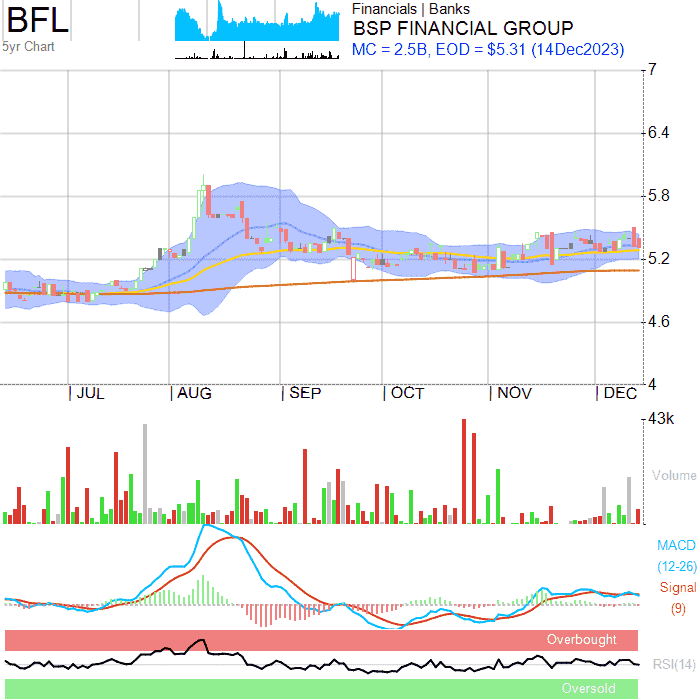 BFL
5yr Chart
Financials | Banks
BSP FINANCIAL GROUP
MC = 2.5B, EOD = $5.31 (14Dec2023)
7
6.4
5.8
5.2
4.6
4
| JUL | AUG | SEP | OCT | NOV | DEC
43k
Volume
MACD
(12-26)
Signal
(9)
Overbought
RSI(14)
Oversold